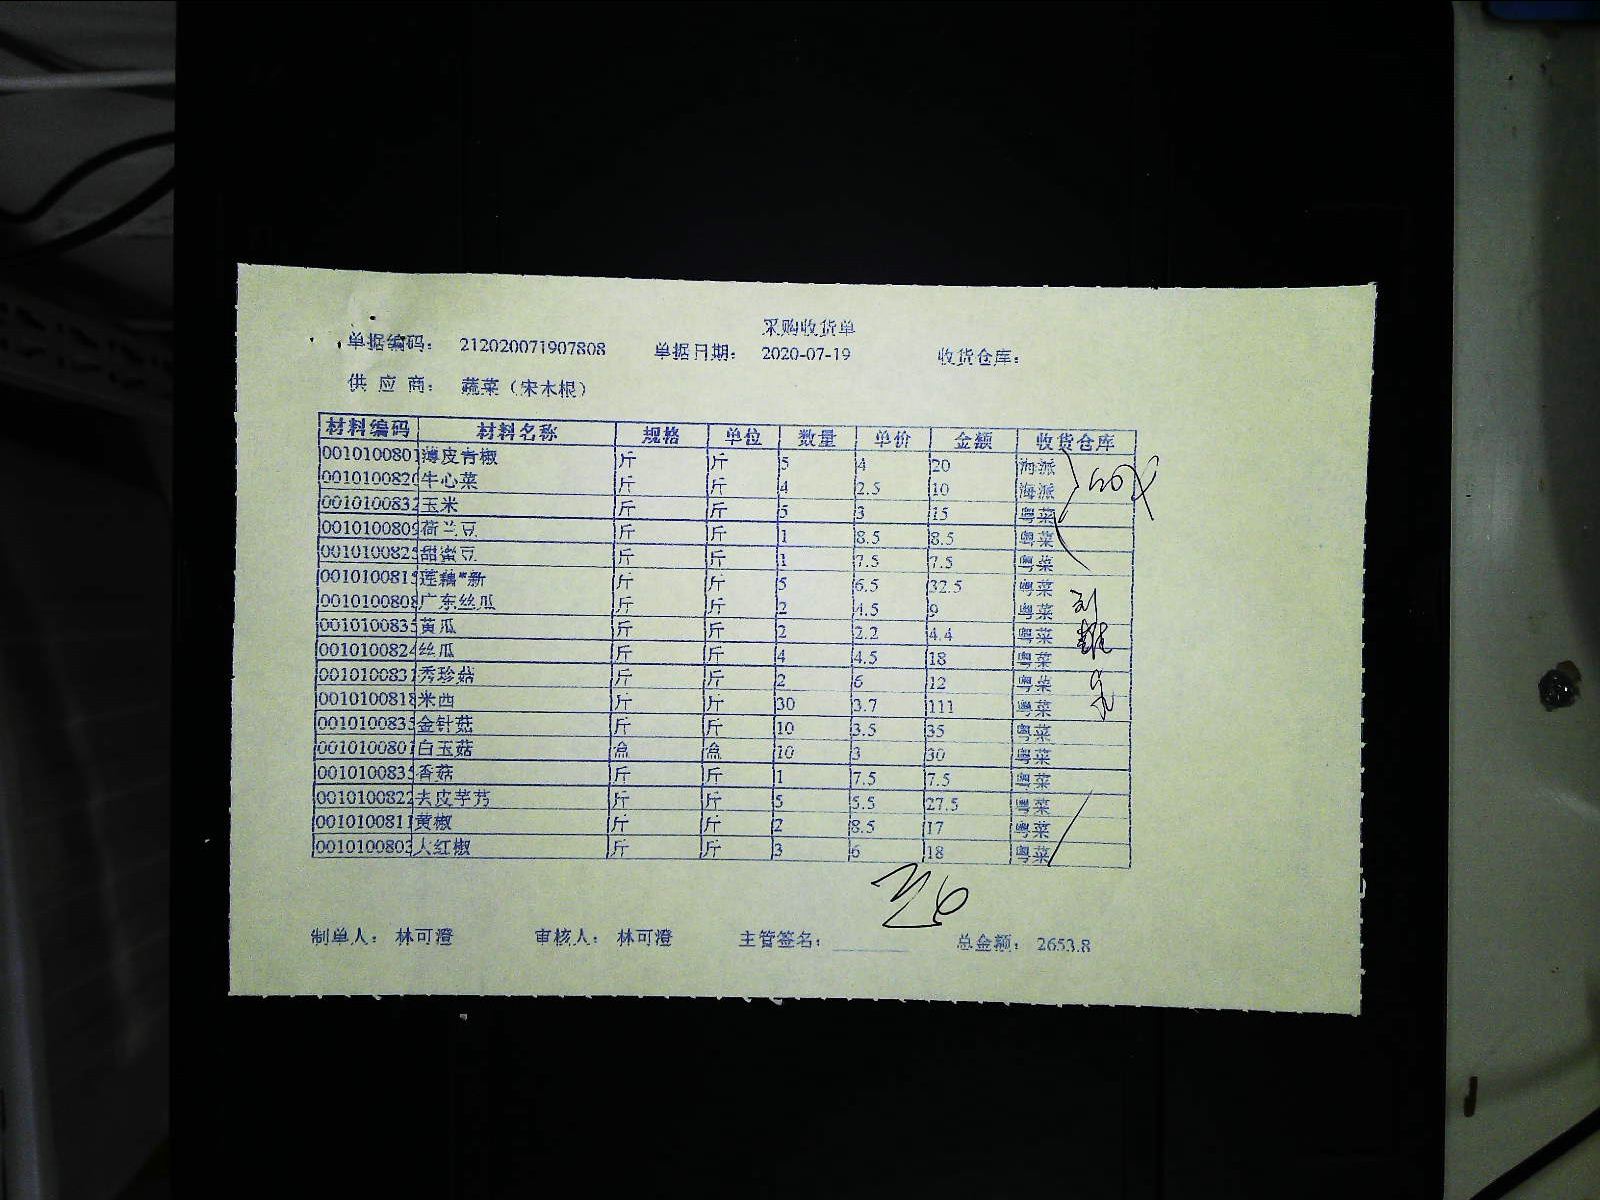 采购收货单
单据编码： 212020071907808 单据日期： 2020-07-19 收货仓库：
供 应 商： 蔬菜（宋木根）
材料编码 材料名称 规格 单位 数量 单价 金额 收货仓库
0010100801 薄皮青椒 斤 斤 5 4 20 海派
001010082 牛心菜 斤 斤 4 2.5 10 海派
0010100832 玉米 斤 斤 5 3 15 粤菜
001010080 荷兰豆 斤 斤 1 8.5 8.5 粤菜
001010082 甜蜜豆 斤 斤 1 7.5 7.5 粤菜
001010081 莲藕*新 斤 斤 5 6.5 32.5 粤菜
0010100808 广东丝瓜 斤 斤 2 4.5 9 粤菜
0010100835 黄瓜 斤 斤 2 2.2 4.4 粤菜
0010100824 丝瓜 斤 斤 4 4.5 18 粤菜
001010083 秀珍菇 斤 斤 2 6 12 粤菜
0010100818 米西 斤 斤 30 3.7 111 粤菜
0010100835 金针菇 斤 斤 10 3.5 35 粤菜
0010100801 白玉菇 盒 盒 10 3 30 粤菜
0010100835 香菇 斤 斤 1 7.5 7.5 粤菜
0010100822 去皮芋艿 斤 斤 5 5.5 27.5 粤菜
0010100811 黄椒 斤 斤 2 8.5 17 粤菜
0010100803 大红椒 斤 斤 3 6 18 粤菜
制单人： 林可澄 审核人： 林可澄 主管签名： 总金额： 2653.8